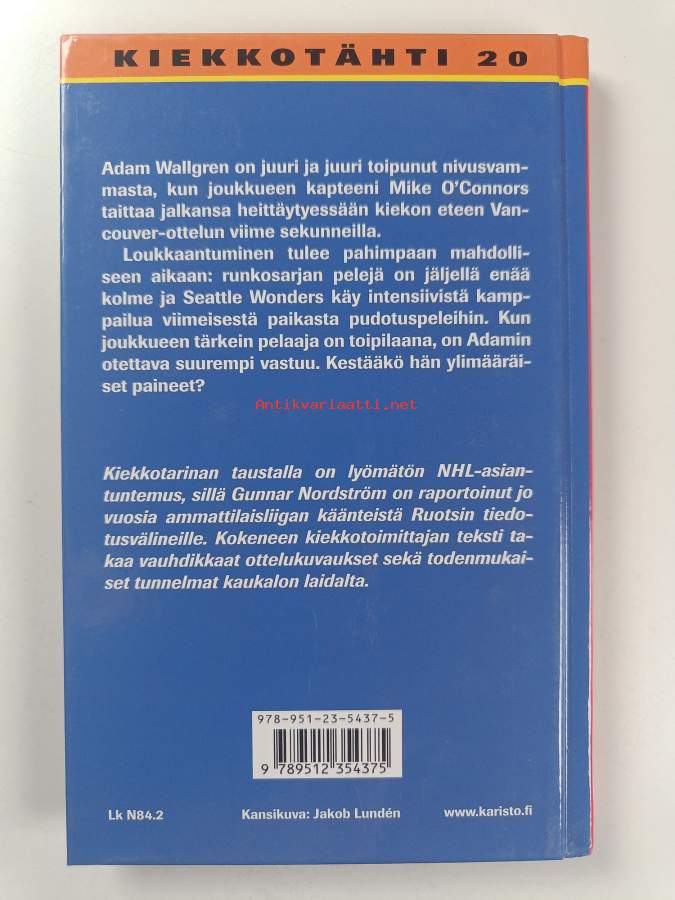 KIEKKOTÄHTI 20
Adam Wallgren on juuri ja juuri toipunut nivusvam-
masta, kun joukkueen kapteeni Mike O'Connors
taittaa jalkansa heittäytyessään kiekon eteen Van-
couver-ottelun viime sekunneilla.
Loukkaantuminen tulee pahimpaan mahdolli-
seen aikaan: runkosarjan pelejä on jäljellä enää
kolme ja Seattle Wonders käy intensiivistä kamp-
pailua viimeisestä paikasta pudotuspeleihin. Kun
joukkueen tärkein pelaaja on toipilaana, on Adamin
otettava suurempi vastuu. Kestääkö hän ylimääräi-
set paineet?
Antikvariaatti.net
Kiekkotarinan taustalla on lyömätön NHL-asian-
tuntemus, sillä Gunnar Nordström on raportoinut jo
vuosia ammattilaisliigan käänteistä Ruotsin tiedo-
tusvälineille. Kokeneen kiekkotoimittajan teksti ta-
kaa vauhdikkaat ottelukuvaukset sekä todenmukai-
set tunnelmat kaukalon laidalta.
978-951-23-5437-5
9 789512 354375
Lk N84.2 Kansikuva: Jakob Lundén www.karisto.fi